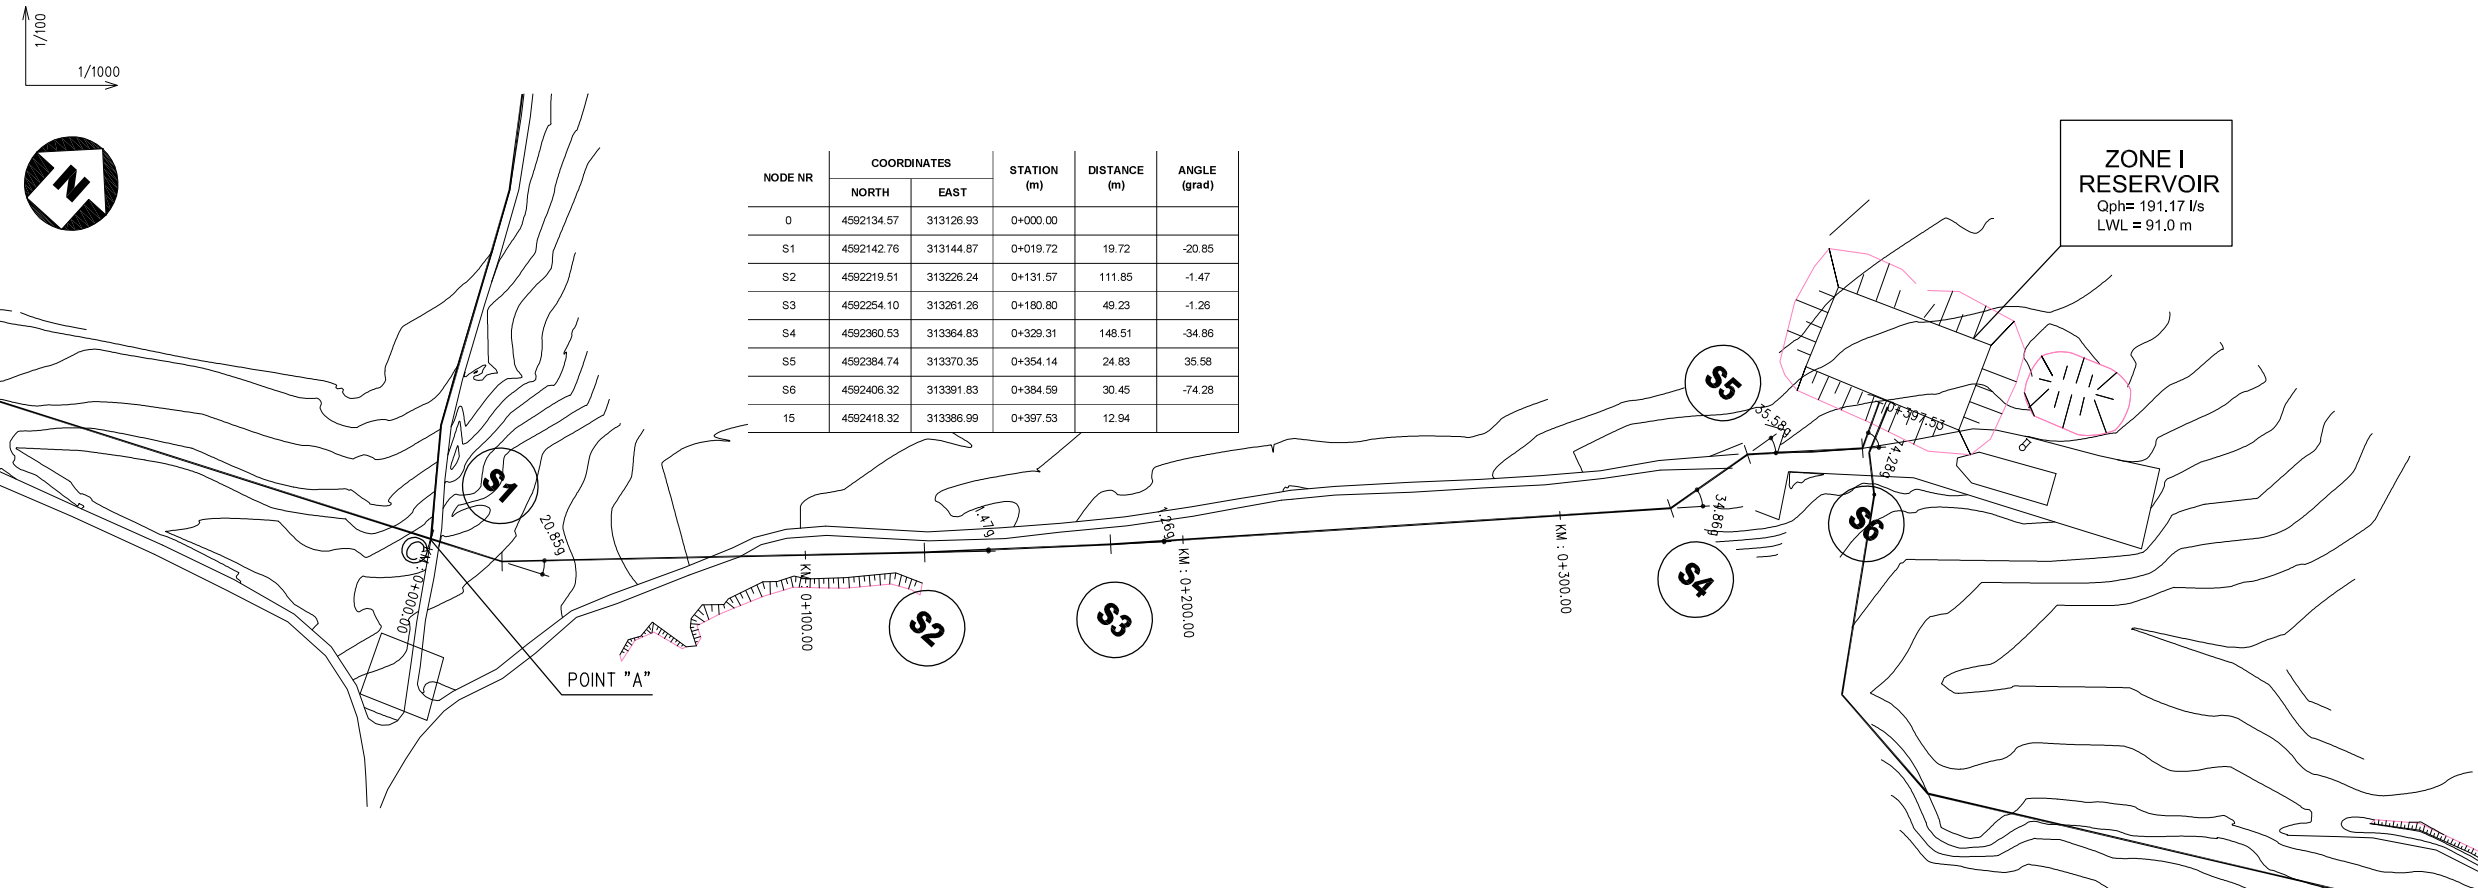 1/100
1/1000
N
NODE NR COORDINATES STATION (m) DISTANCE (m) ANGLE (grad)
NORTH EAST
0 4592134.57 313126.93 0+000.00
S1 4592142.76 313144.87 0+019.72 19.72 -20.85
S2 4592219.51 313226.24 0+131.57 111.85 -1.47
S3 4592254.10 313261.26 0+180.80 49.23 -1.26
S4 4592360.53 313364.83 0+329.31 148.51 -34.86
S5 4592384.74 313370.35 0+354.14 24.83 35.58
S6 4592406.32 313391.83 0+384.59 30.45 -74.28
15 4592418.32 313386.99 0+397.53 12.94
ZONE I
RESERVOIR
Qph= 191.17 l/s
LWL = 91.0 m
S5
35.58g
0+397.53
74.28g
S1
20.85g
1.47g
1.26g
34.86g
S6
KM : 0+000.00
KM : 0+100.00
KM : 0+200.00
KM : 0+300.00
S2
S3
S4
POINT "A"